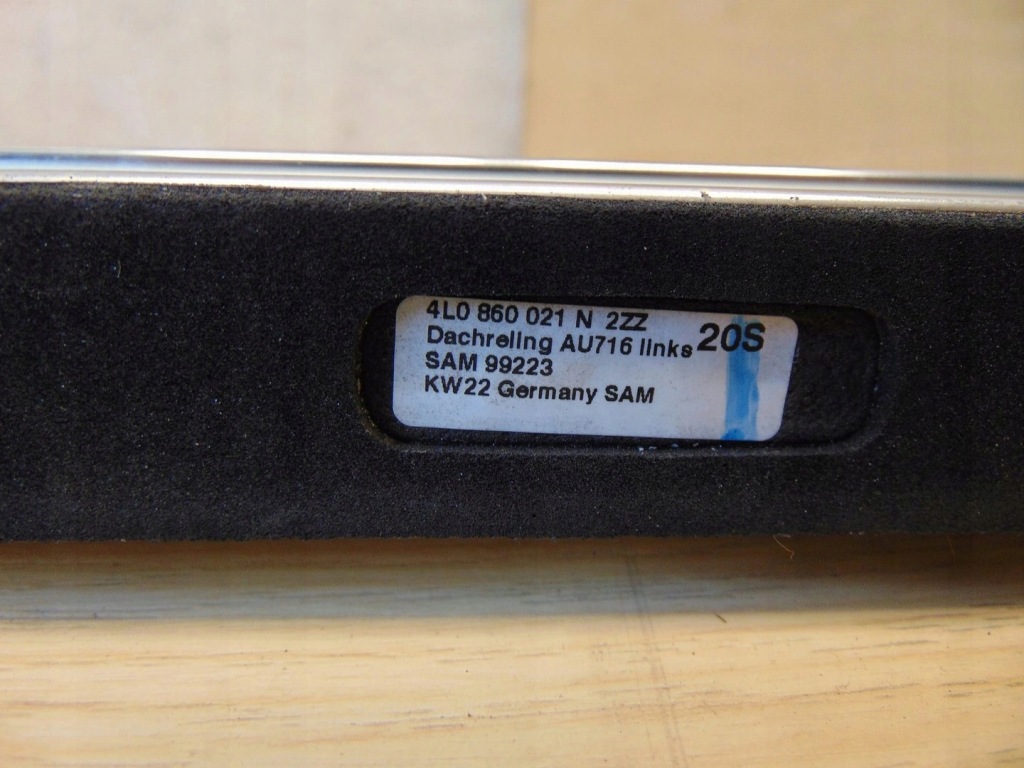 4L0 860 021 N 2ZZ
Dachreling AU716 links 20S
SAM 99223
KW22 Germany SAM